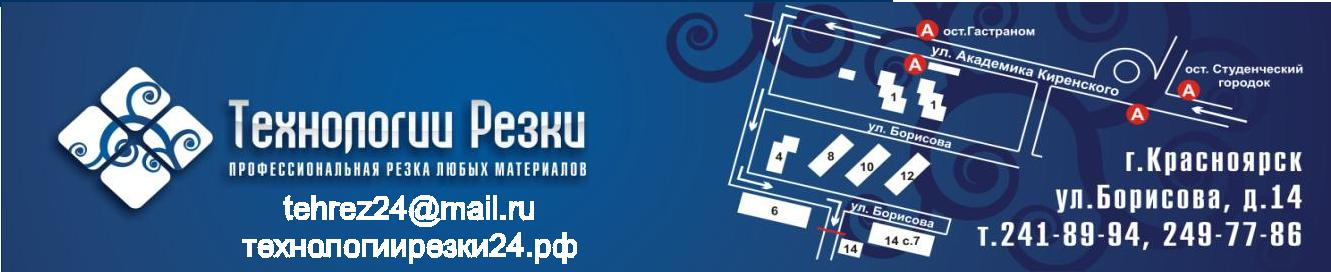 Технологии Резки
ПРОФЕССИОНАЛЬНАЯ РЕЗКА ЛЮБЫХ МАТЕРИАЛОВ
tehrez24@mail.ru
технологиирезки24.рф
А ост.Гастраном
ул. Академика Киренского
А
ост. Студенческий
городок
А
А
1
1
ул. Борисова
4
8
10
12
6
ул. Борисова
14
14 с.7
г.Красноярск
ул.Борисова, д.14
т.241-89-94, 249-77-86